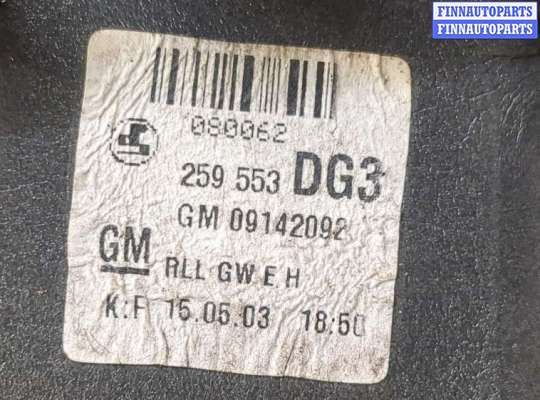 FINNAUTOPARTS
FINNAUTOPARTS
080062
259 553 DG3
GM 09142092
GM
RLL GW E H
K:F 15.05.03 18:50